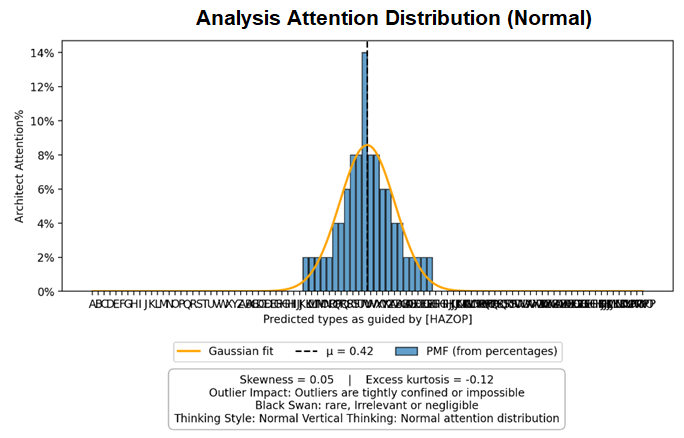 Analysis Attention Distribution (Normal)
14%
12%
10%
8%
6%
4%
2%
0%
Architect Attention%
Predicted types as guided by [HAZOP]
Gaussian fit
μ = 0.42
PMF (from percentages)
Skewness = 0.05 | Excess kurtosis = -0.12
Outlier Impact: Outliers are tightly confined or impossible
Black Swan: rare, Irrelevant or negligible
Thinking Style: Normal Vertical Thinking: Normal attention distribution